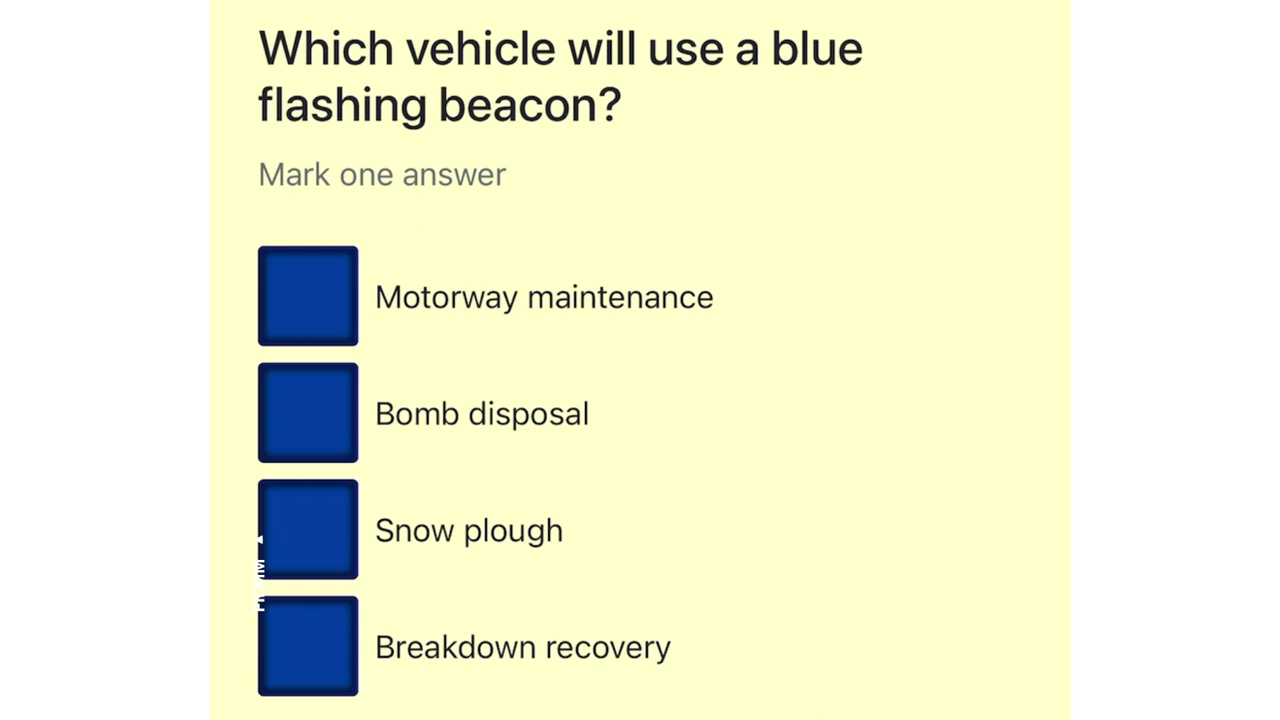 Which vehicle will use a blue
flashing beacon?
Mark one answer
Motorway maintenance
Bomb disposal
Snow plough
Breakdown recovery